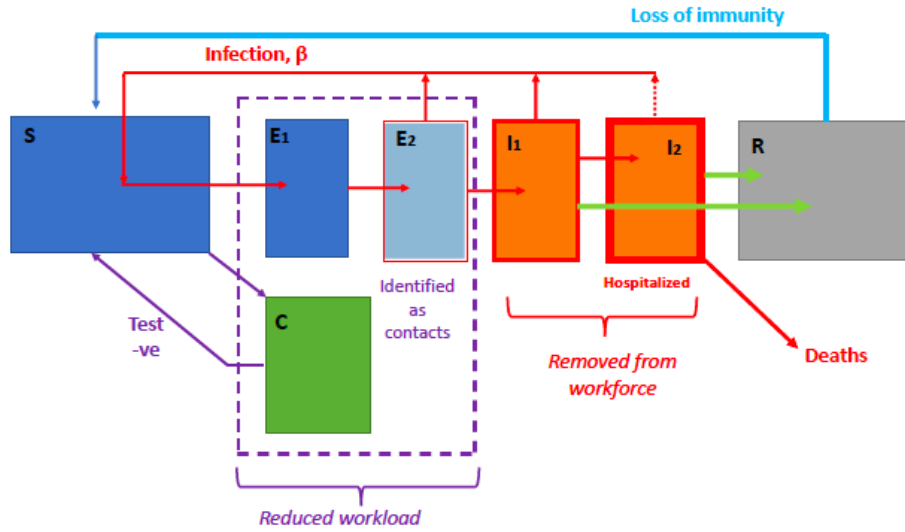 Loss of immunity
Infection, β
S
E1
E2
I1
I2
R
Identified
as
contacts
Hospitalized
C
Test
-ve
Removed from
workforce
Deaths
Reduced workload